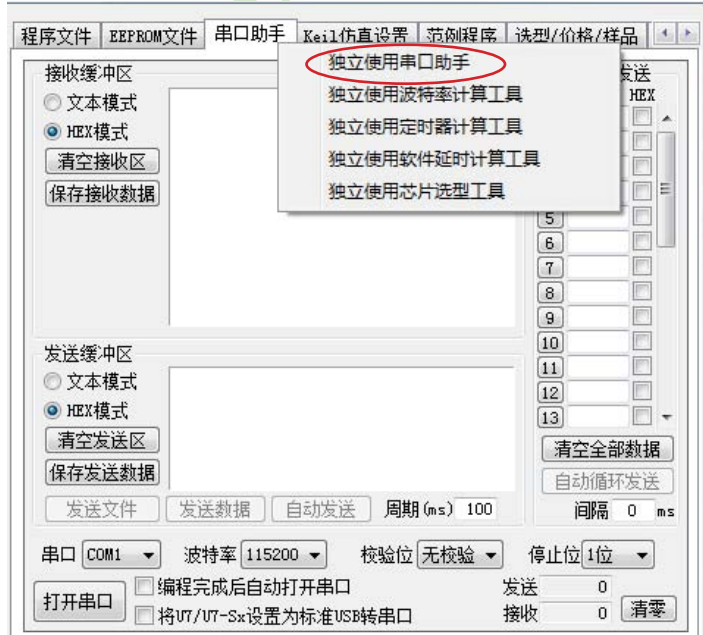 程序文件 EEPROM文件 串口助手 Keil仿真设置 范例程序 选型/价格/样品
独立使用串口助手
独立使用波特率计算工具
独立使用定时器计算工具
独立使用软件延时计算工具
独立使用芯片选型工具
接收缓冲区
文本模式
HEX模式
清空接收区
保存接收数据
发送
HEX
5
6
7
8
9
10
11
12
13
清空全部数据
自动循环发送
间隔 0 ms
发送缓冲区
文本模式
HEX模式
清空发送区
保存发送数据
发送文件 发送数据 自动发送 周期(ms) 100
串口 COM1 波特率 115200 校验位 无校验 停止位 1位
打开串口
编程完成后自动打开串口
将U7/U7-Sx设置为标准USB转串口
发送 0
接收 0
清零